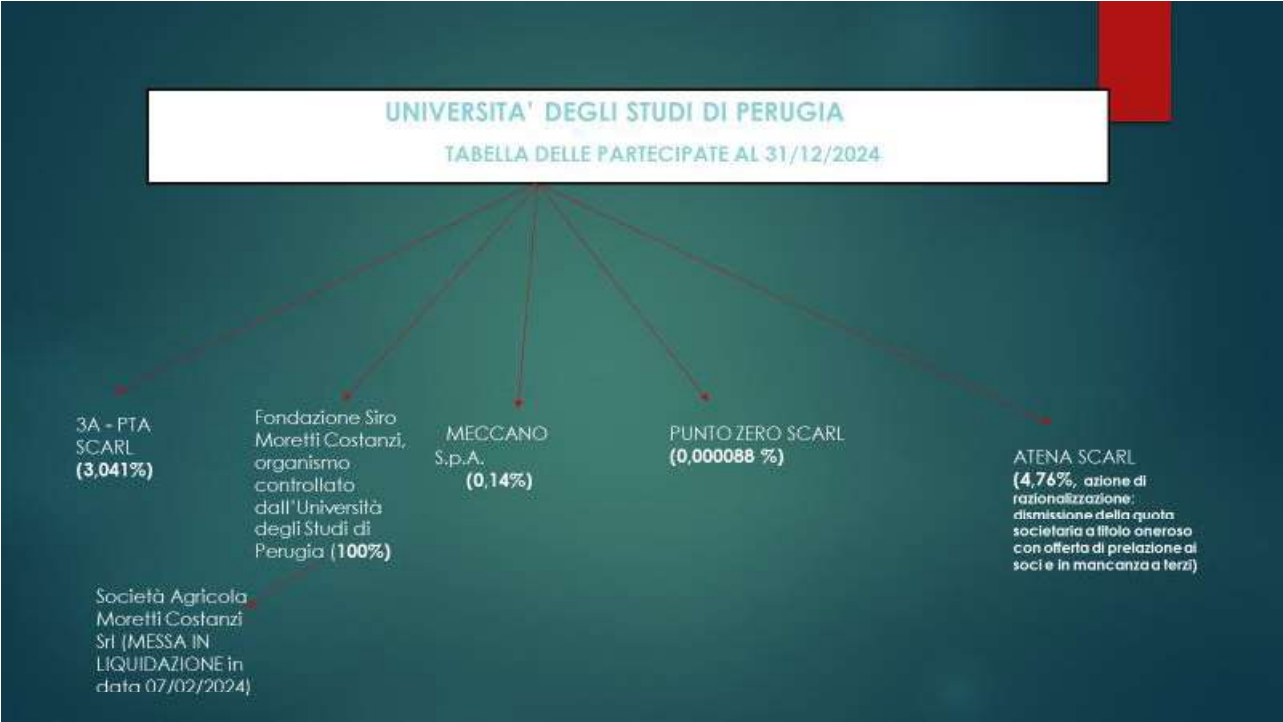 UNIVERSITA' DEGLI STUDI DI PERUGIA
TABELLA DELLE PARTECIPATE AL 31/12/2024
3A - PTA
SCARL
(3,041%)
Fondazione Siro
Moretti Costanzi,
organismo
controllato
dall'Università
degli Studi di
Perugia (100%)
MECCANO
S.p.A.
(0,14%)
PUNTO ZERO SCARL
(0,000088 %)
ATENA SCARL
(4,76%, azione di
razionalizzazione:
dismissione della quota
societaria a titolo oneroso
con offerta di prelazione ai
soci e in mancanza a terzi)
Società Agricola
Moretti Costanzi
Srl (MESSA IN
LIQUIDAZIONE in
data 07/02/2024)